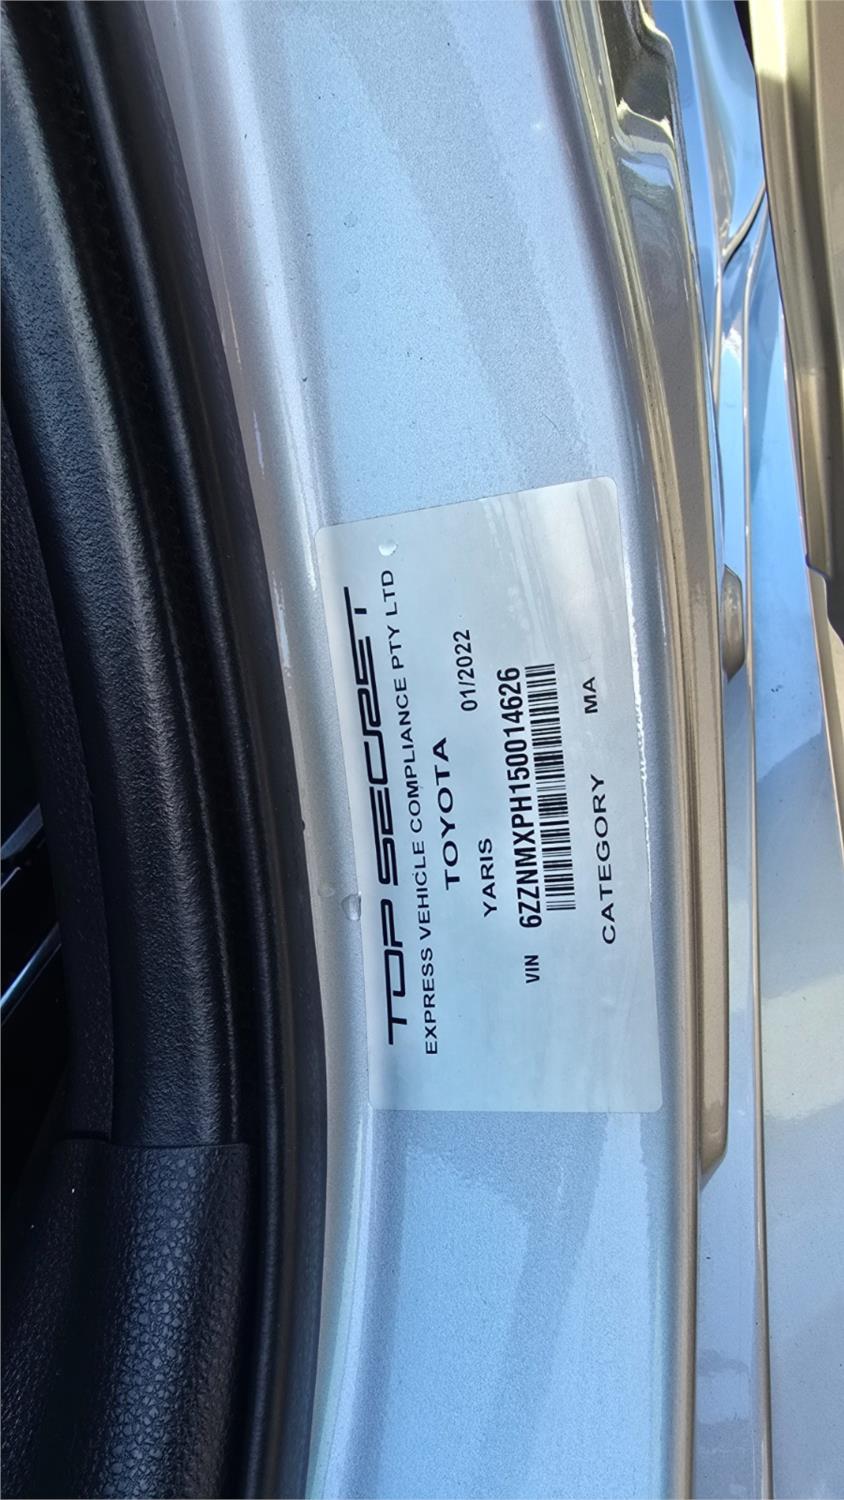 TOP SECRET
EXPRESS VEHICLE COMPLIANCE PTY LTD
TOYOTA
YARIS 01/2022
VIN 6ZZNMXPH150014626
CATEGORY MA